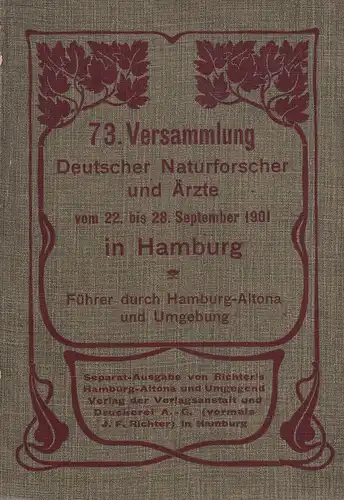 73. Versammlung
Deutscher Naturforscher
und Ärzte
vom 22. bis 28. September 1901
in Hamburg
Führer durch Hamburg-Altona
und Umgebung
Separat-Ausgabe von Richter's
Hamburg-Altona und Umgegend
Verlag der Verlagsanstalt und
Druckerei A.-G. (vormals
J. F. Richter) in Hamburg